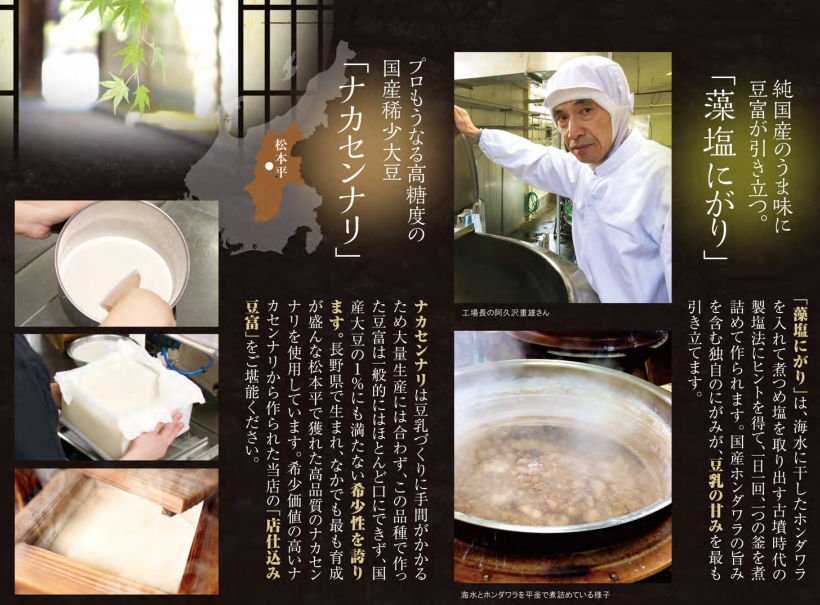 純国産のうま味に
豆富が引き立つ。
「藻塩にがり」
「藻塩にがり」は、海水に干したホンダワラ
を入れて煮つめ塩を取り出す古墳時代の
製塩法にヒントを得て、一日一回、一つの釜を煮
詰めて作られます。国産ホンダワラの旨み
を含む独自のにがみが、豆乳の甘みを最も
引き立てます。
工場長の阿久沢重雄さん
海水とホンダワラを平釜で煮詰めている様子
プロもうなる高糖度の
国産稀少大豆
「ナカセンナリ」
松本平
ナカセンナリは豆乳づくりに手間がかかる
ため大量生産には合わず、この品種で作っ
た豆富は一般的にはほとんど口にできず、国
産大豆の1%にも満たない希少性を誇り
ます。長野県で生まれ、なかでも最も育成
が盛んな松本平で獲れた高品質のナカセン
ナリを使用しています。希少価値の高いナ
カセンナリから作られた当店の「店仕込み
豆富」をご堪能ください。